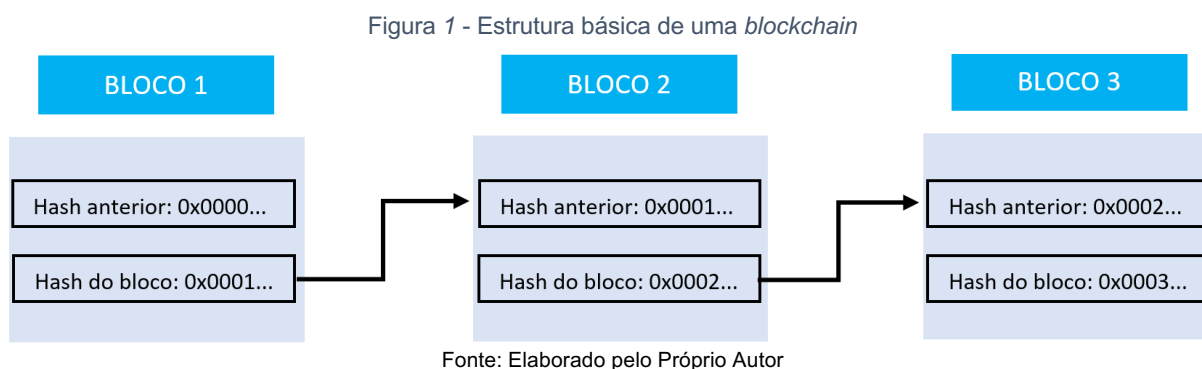 Figura 1 - Estrutura básica de uma blockchain
BLOCO 1
BLOCO 2
BLOCO 3
Hash anterior: 0x0000...
Hash anterior: 0x0001...
Hash anterior: 0x0002...
Hash do bloco: 0x0001...
Hash do bloco: 0x0002...
Hash do bloco: 0x0003...
Fonte: Elaborado pelo Próprio Autor